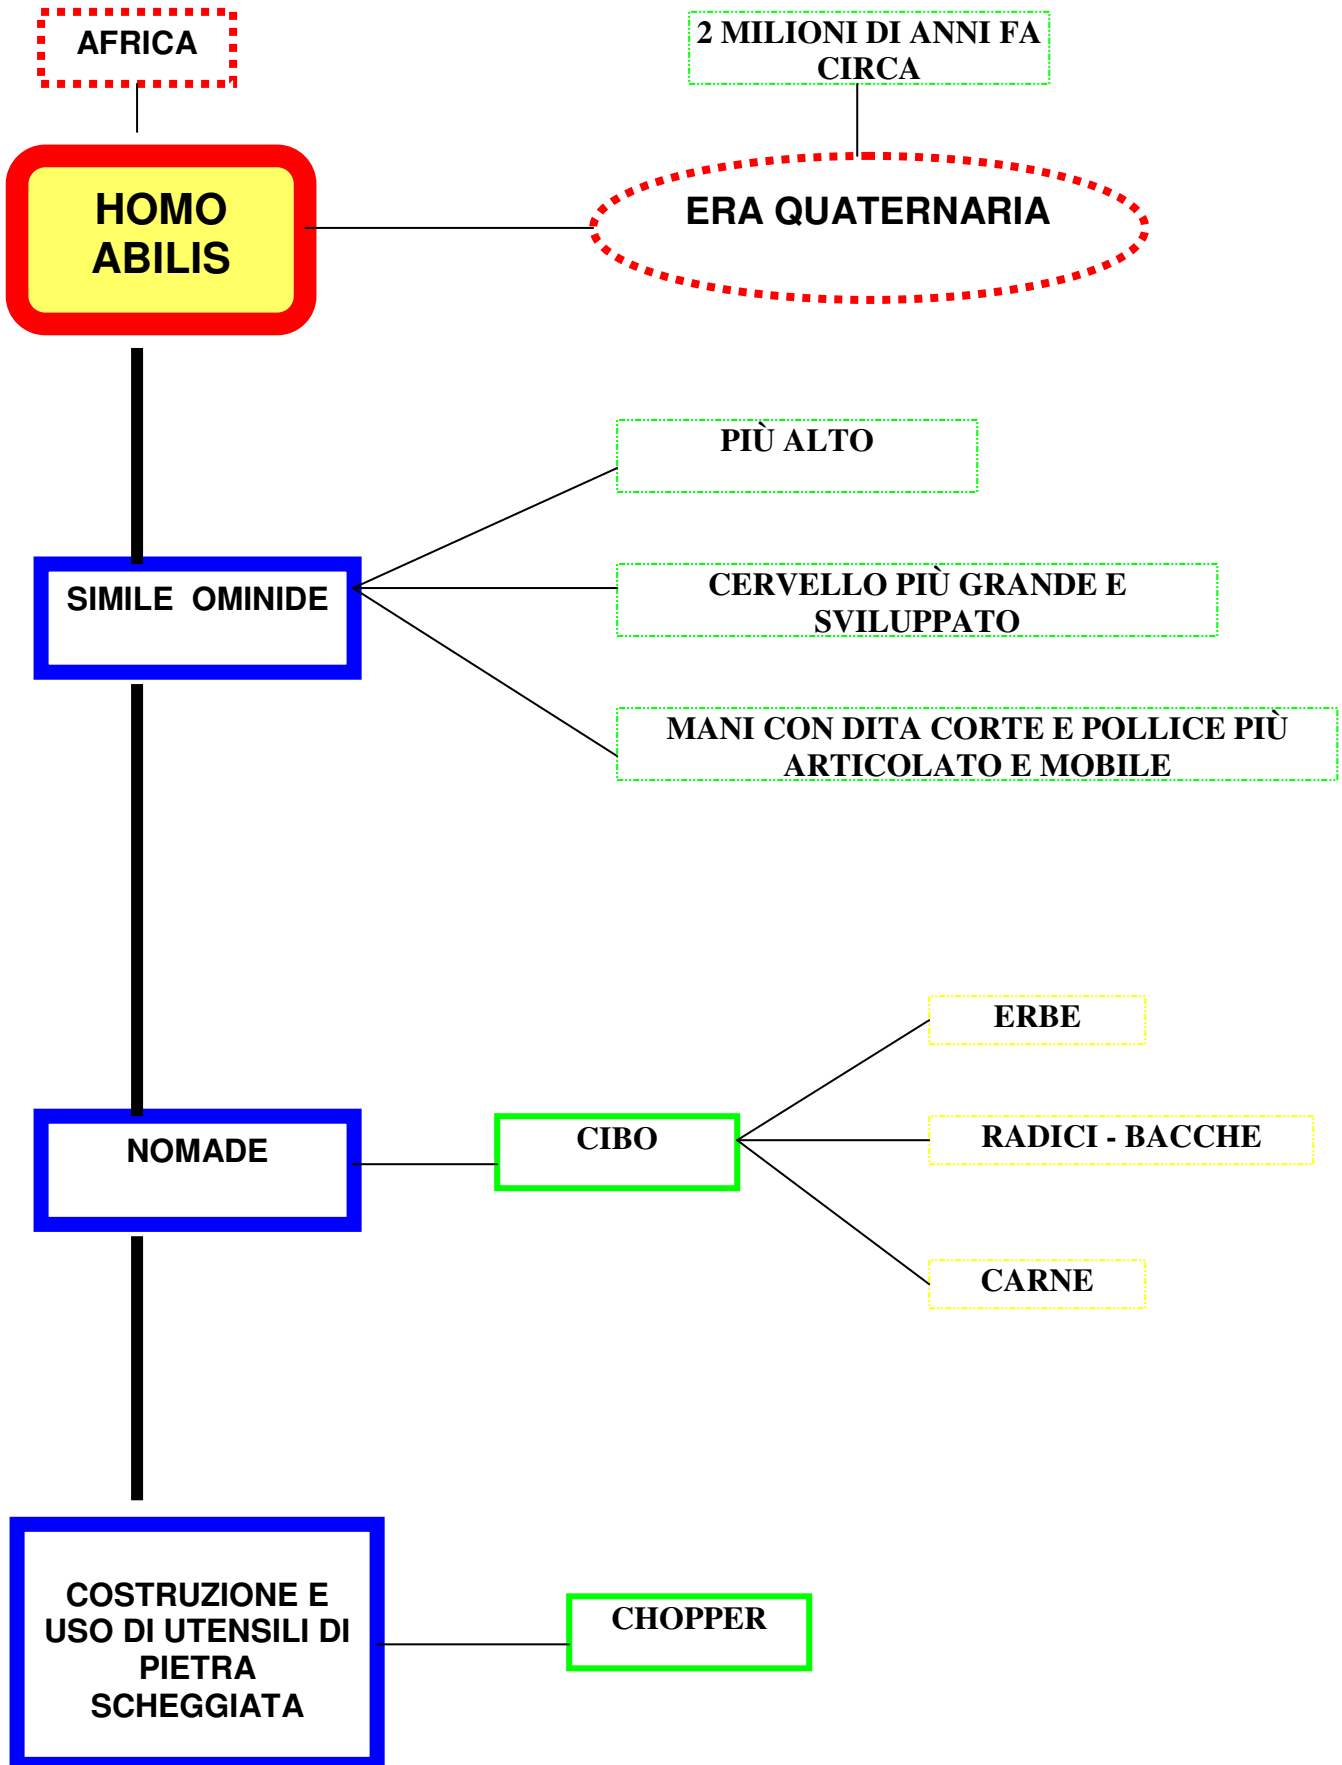 AFRICA
2 MILIONI DI ANNI FA
CIRCA
HOMO
ABILIS
ERA QUATERNARIA
PIÙ ALTO
SIMILE OMINIDE
CERVELLO PIÙ GRANDE E
SVILUPPATO
MANI CON DITA CORTE E POLLICE PIÙ
ARTICOLATO E MOBILE
ERBE
NOMADE
CIBO
RADICI - BACCHE
CARNE
COSTRUZIONE E
USO DI UTENSILI DI
PIETRA
SCHEGGIATA
CHOPPER